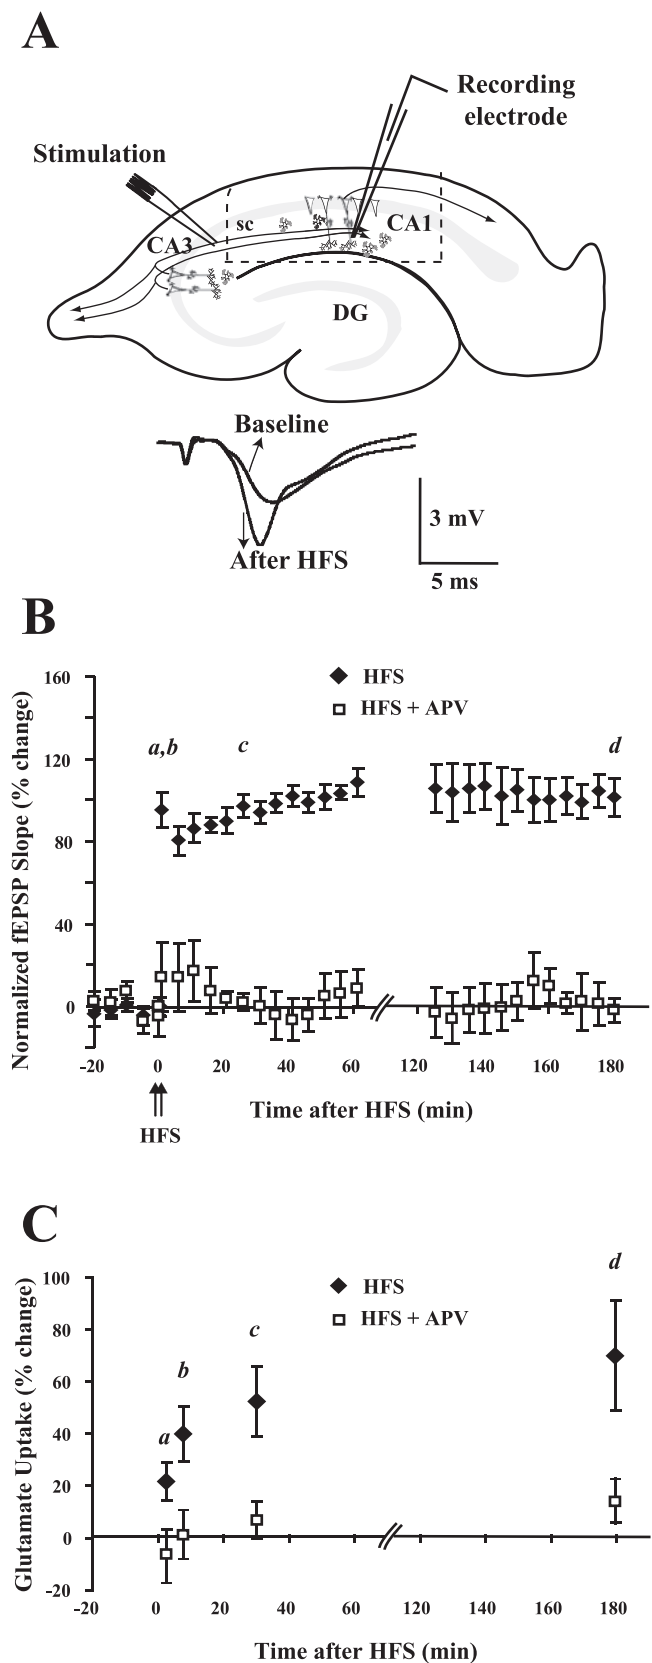 A
Recording
electrode
Stimulation
sc
CA1
CA3
DG
Baseline
After HFS
3 mV
5 ms
B
Normalized fEPSP Slope (% change)
160
120
80
40
0
HFS
HFS + APV
a,b
c
d
-20 0 20 40 60 120 140 160 180
HFS
Time after HFS (min)
C
Glutamate Uptake (% change)
100
80
60
40
20
0
-20
HFS
HFS + APV
a
b
c
d
-20 0 20 40 60 120 140 160 180
Time after HFS (min)